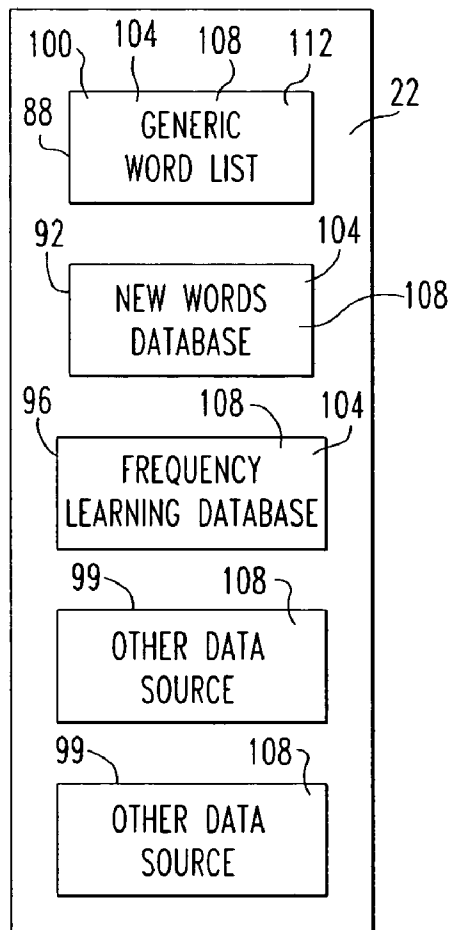 100 104 108 112
88 22
GENERIC
WORD LIST
92 104
NEW WORDS 108
DATABASE
96 108 104
FREQUENCY
LEARNING DATABASE
99 108
OTHER DATA
SOURCE
99 108
OTHER DATA
SOURCE